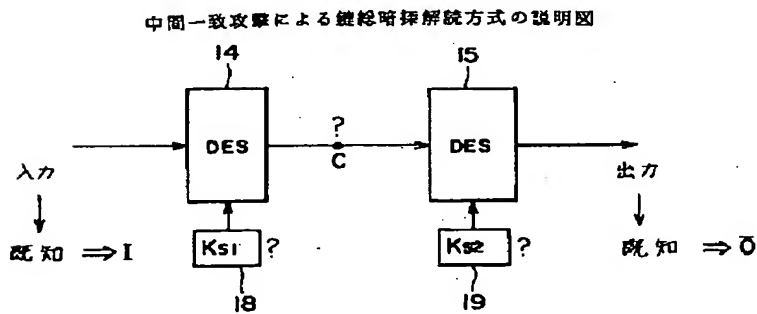 中間一致攻撃による鍵総暗探解読方式の説明図
14
15
DES
?
C
DES
入力
出力
既知 ⇒ I
Ks1 ?
Ks2 ?
既知 ⇒ Ō
18
19